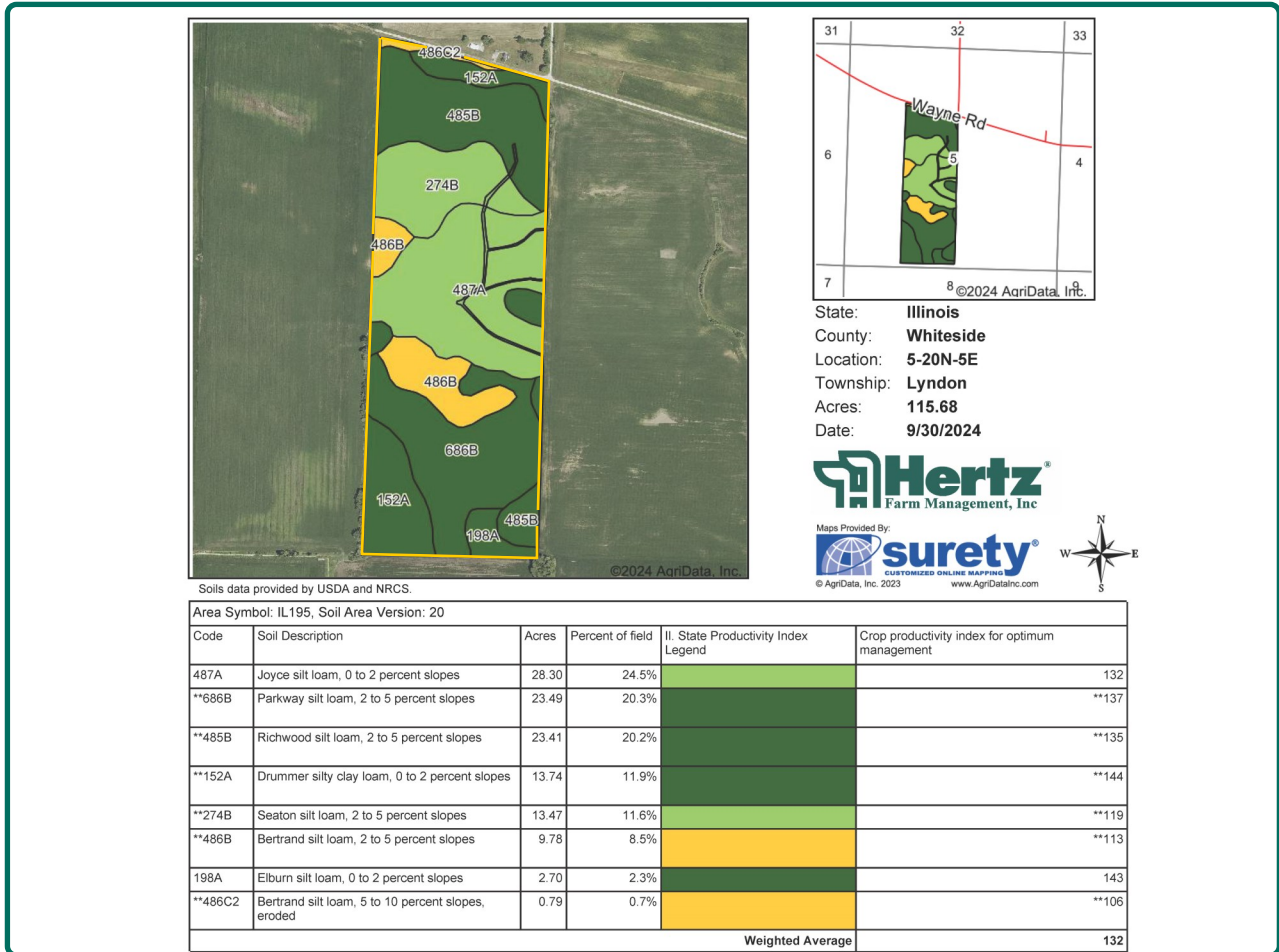 486C2
152A
485B
274B
486B
487A
486B
686B
152A
485B
198A
©2024 AgriData, Inc.
Soils data provided by USDA and NRCS.
31 32 33
Wayne Rd
6 5 4
7 8 9
©2024 AgriData, Inc.
State: Illinois
County: Whiteside
Location: 5-20N-5E
Township: Lyndon
Acres: 115.68
Date: 9/30/2024
Hertz®
Farm Management, Inc
Maps Provided By:
surety®
CUSTOMIZED ONLINE MAPPING
© AgriData, Inc. 2023 www.AgriDataInc.com
N
W E
S
Area Symbol: IL195, Soil Area Version: 20
Code Soil Description Acres Percent of field II. State Productivity Index Legend Crop productivity index for optimum management
487A Joyce silt loam, 0 to 2 percent slopes 28.30 24.5% 132
**686B Parkway silt loam, 2 to 5 percent slopes 23.49 20.3% **137
**485B Richwood silt loam, 2 to 5 percent slopes 23.41 20.2% **135
**152A Drummer silty clay loam, 0 to 2 percent slopes 13.74 11.9% **144
**274B Seaton silt loam, 2 to 5 percent slopes 13.47 11.6% **119
**486B Bertrand silt loam, 2 to 5 percent slopes 9.78 8.5% **113
198A Elburn silt loam, 0 to 2 percent slopes 2.70 2.3% 143
**486C2 Bertrand silt loam, 5 to 10 percent slopes, eroded 0.79 0.7% **106
Weighted Average 132